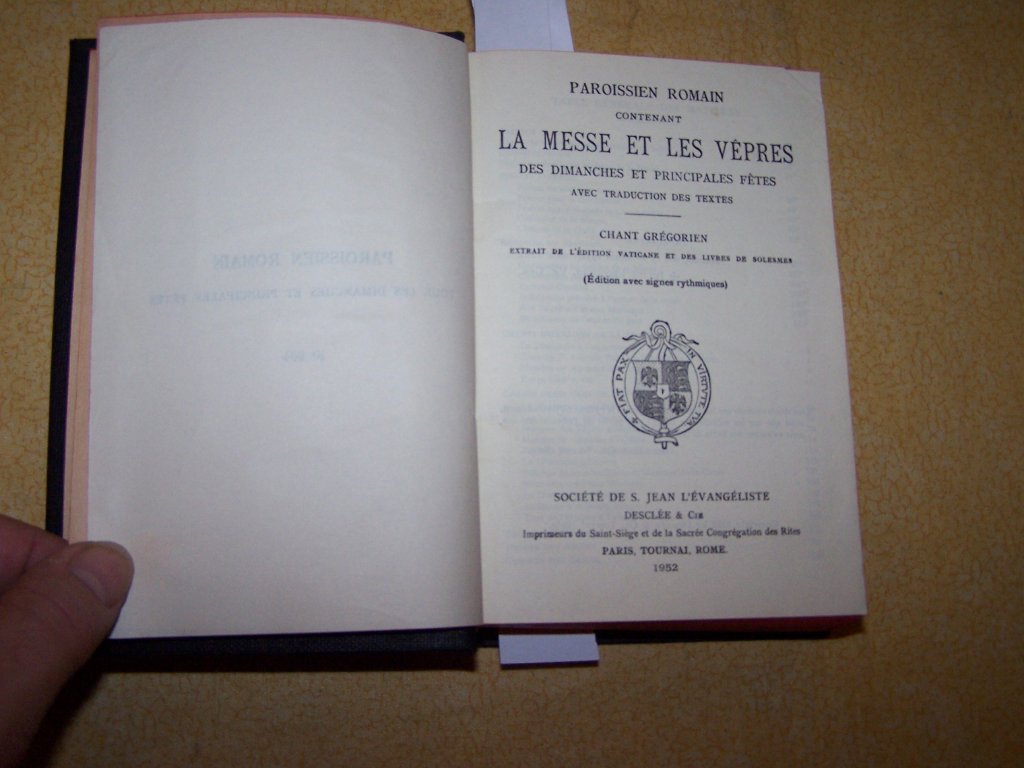 PAROISSIEN ROMAIN
CONTENANT
LA MESSE ET LES VÊPRES
DES DIMANCHES ET PRINCIPALES FÊTES
AVEC TRADUCTION DES TEXTES
CHANT GRÉGORIEN
EXTRAIT DE L'ÉDITION VATICANE ET DES LIVRES DE SOLESMES
(Édition avec signes rythmiques)
✠ FIAT PAX IN VIRTVTE TVA
SOCIÉTÉ DE S. JEAN L'ÉVANGÉLISTE
DESCLÉE & CIE
Imprimeurs du Saint-Siège et de la Sacrée Congrégation des Rites
PARIS, TOURNAI, ROME.
1952